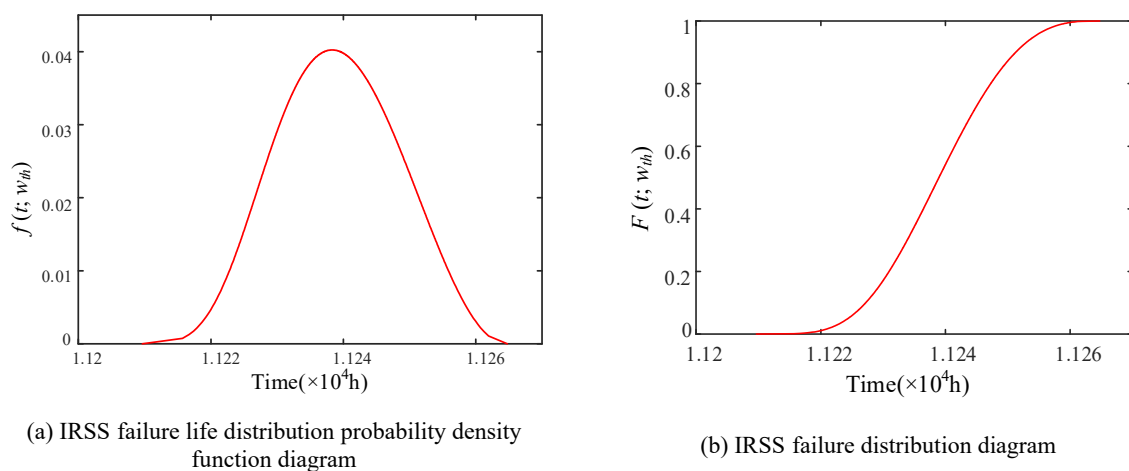 f (t; wth)
0.04
0.03
0.02
0.01
0
1.12
1.122
1.124
1.126
Time(×10⁴h)
(a) IRSS failure life distribution probability density
function diagram
F (t; wth)
1
0.8
0.6
0.4
0.2
0
1.12
1.122
1.124
1.126
Time(×10⁴h)
(b) IRSS failure distribution diagram